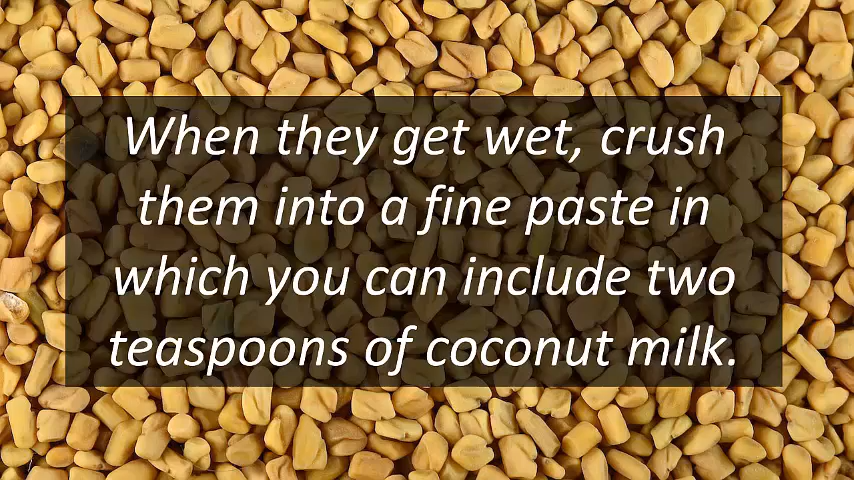 When they get wet, crush
them into a fine paste in
which you can include two
teaspoons of coconut milk.